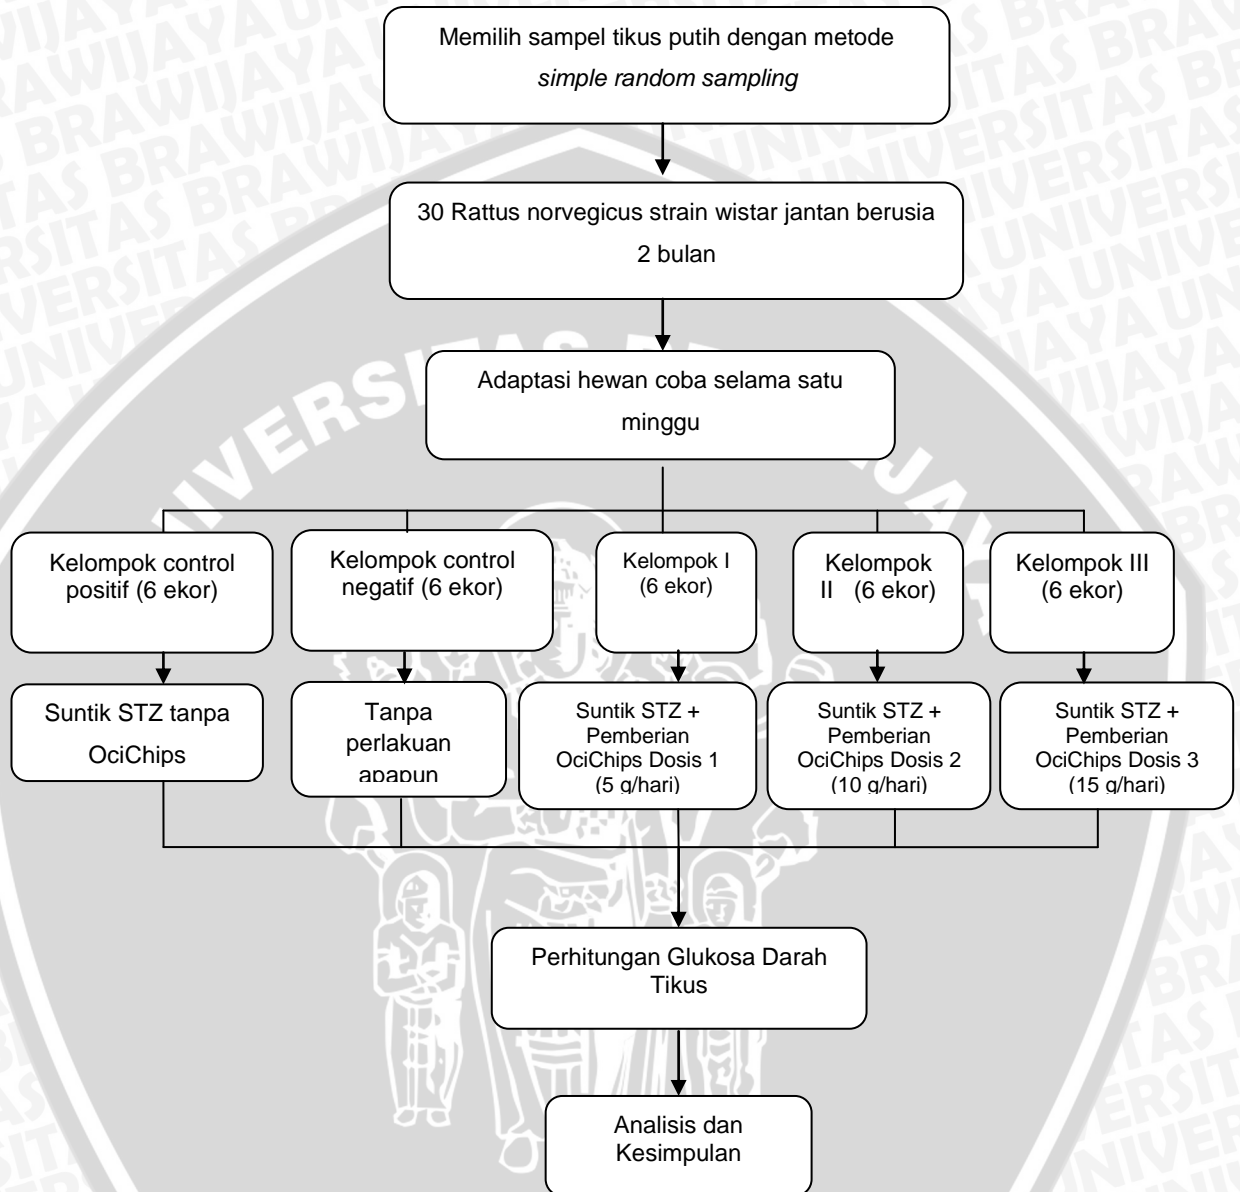 Memilih sampel tikus putih dengan metode
simple random sampling
30 Rattus norvegicus strain wistar jantan berusia
2 bulan
Adaptasi hewan coba selama satu
minggu
Kelompok control
positif (6 ekor)
Kelompok control
negatif (6 ekor)
Kelompok I
(6 ekor)
Kelompok
II (6 ekor)
Kelompok III
(6 ekor)
Suntik STZ tanpa
OciChips
Tanpa
perlakuan
apapun
Suntik STZ +
Pemberian
OciChips Dosis 1
(5 g/hari)
Suntik STZ +
Pemberian
OciChips Dosis 2
(10 g/hari)
Suntik STZ +
Pemberian
OciChips Dosis 3
(15 g/hari)
Perhitungan Glukosa Darah
Tikus
Analisis dan
Kesimpulan